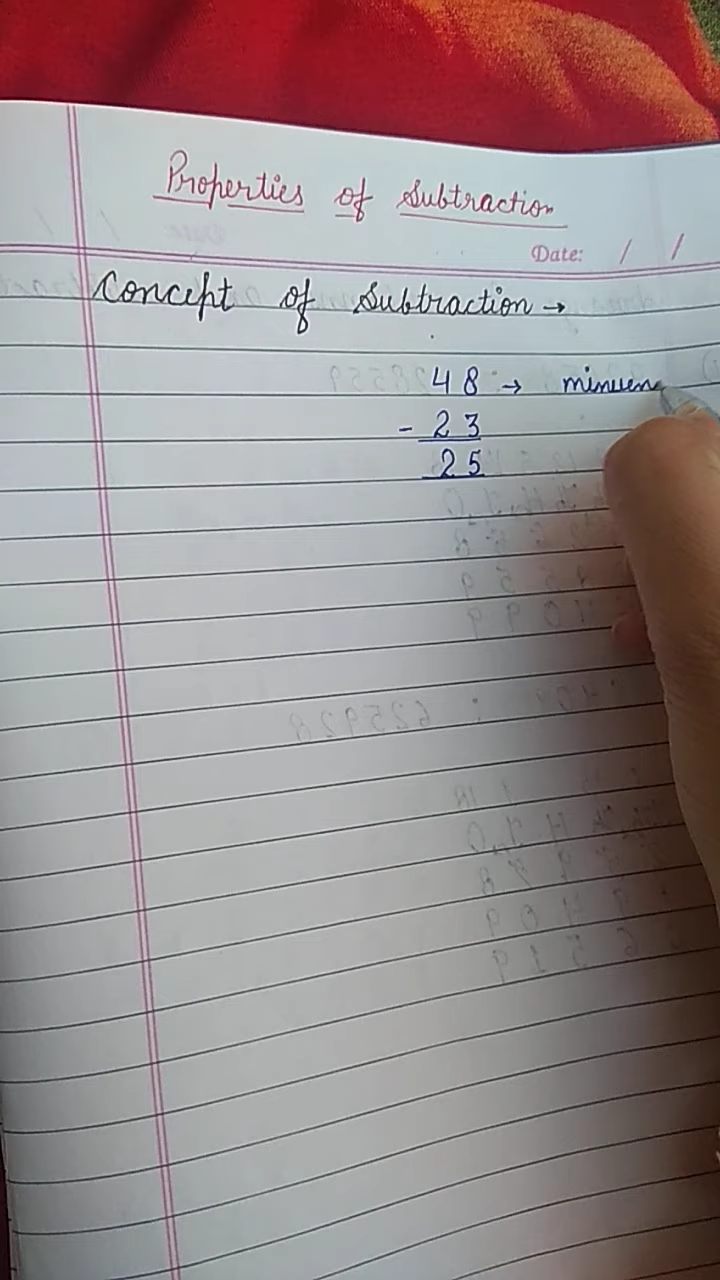 Properties of Subtraction
Date: / /
Concept of Subtraction →
48 → minuen
- 23
25